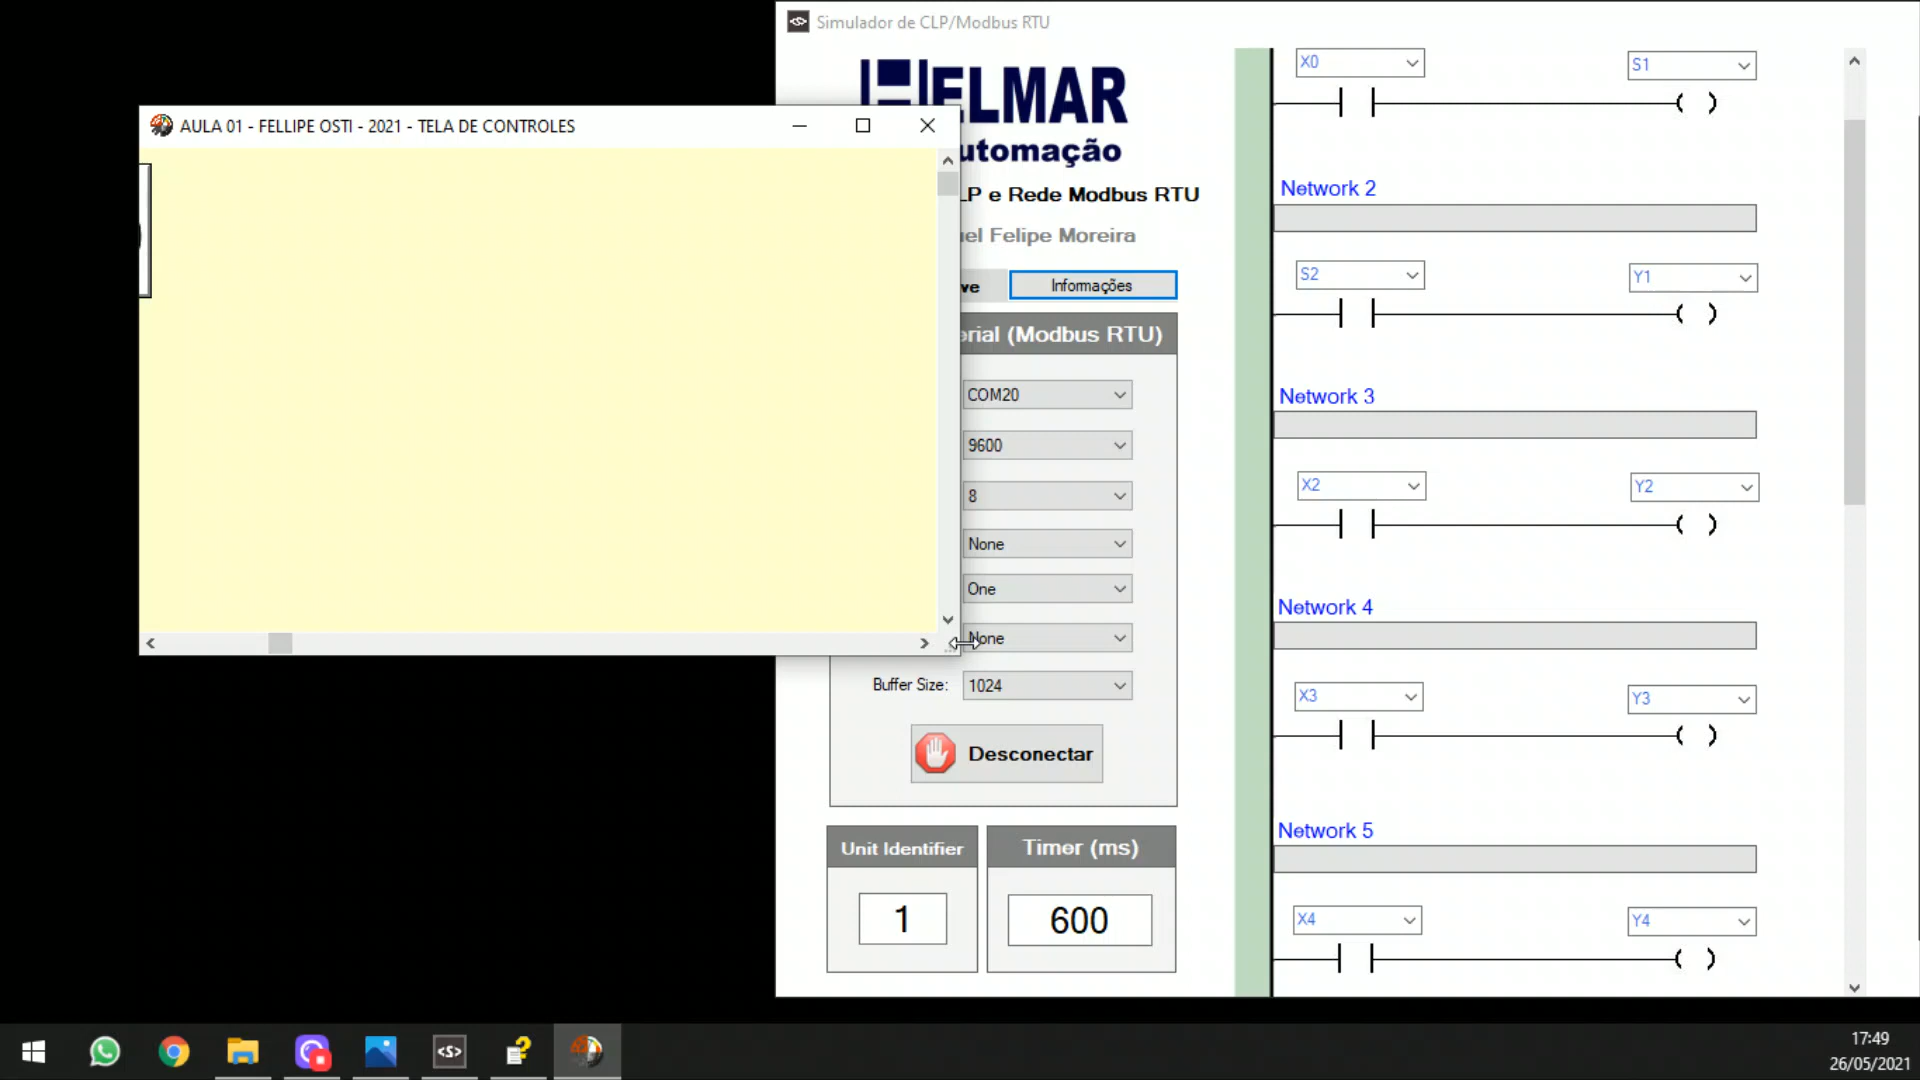 Simulador de CLP/Modbus RTU
HELMAR
utomação
LP e Rede Modbus RTU
el Felipe Moreira
ve
Informações
erial (Modbus RTU)
COM20
9600
8
None
One
None
Buffer Size: 1024
Desconectar
Unit Identifier
1
Timer (ms)
600
AULA 01 - FELLIPE OSTI - 2021 - TELA DE CONTROLES
X0 S1
Network 2
S2 Y1
Network 3
X2 Y2
Network 4
X3 Y3
Network 5
X4 Y4
17:49
26/05/2021